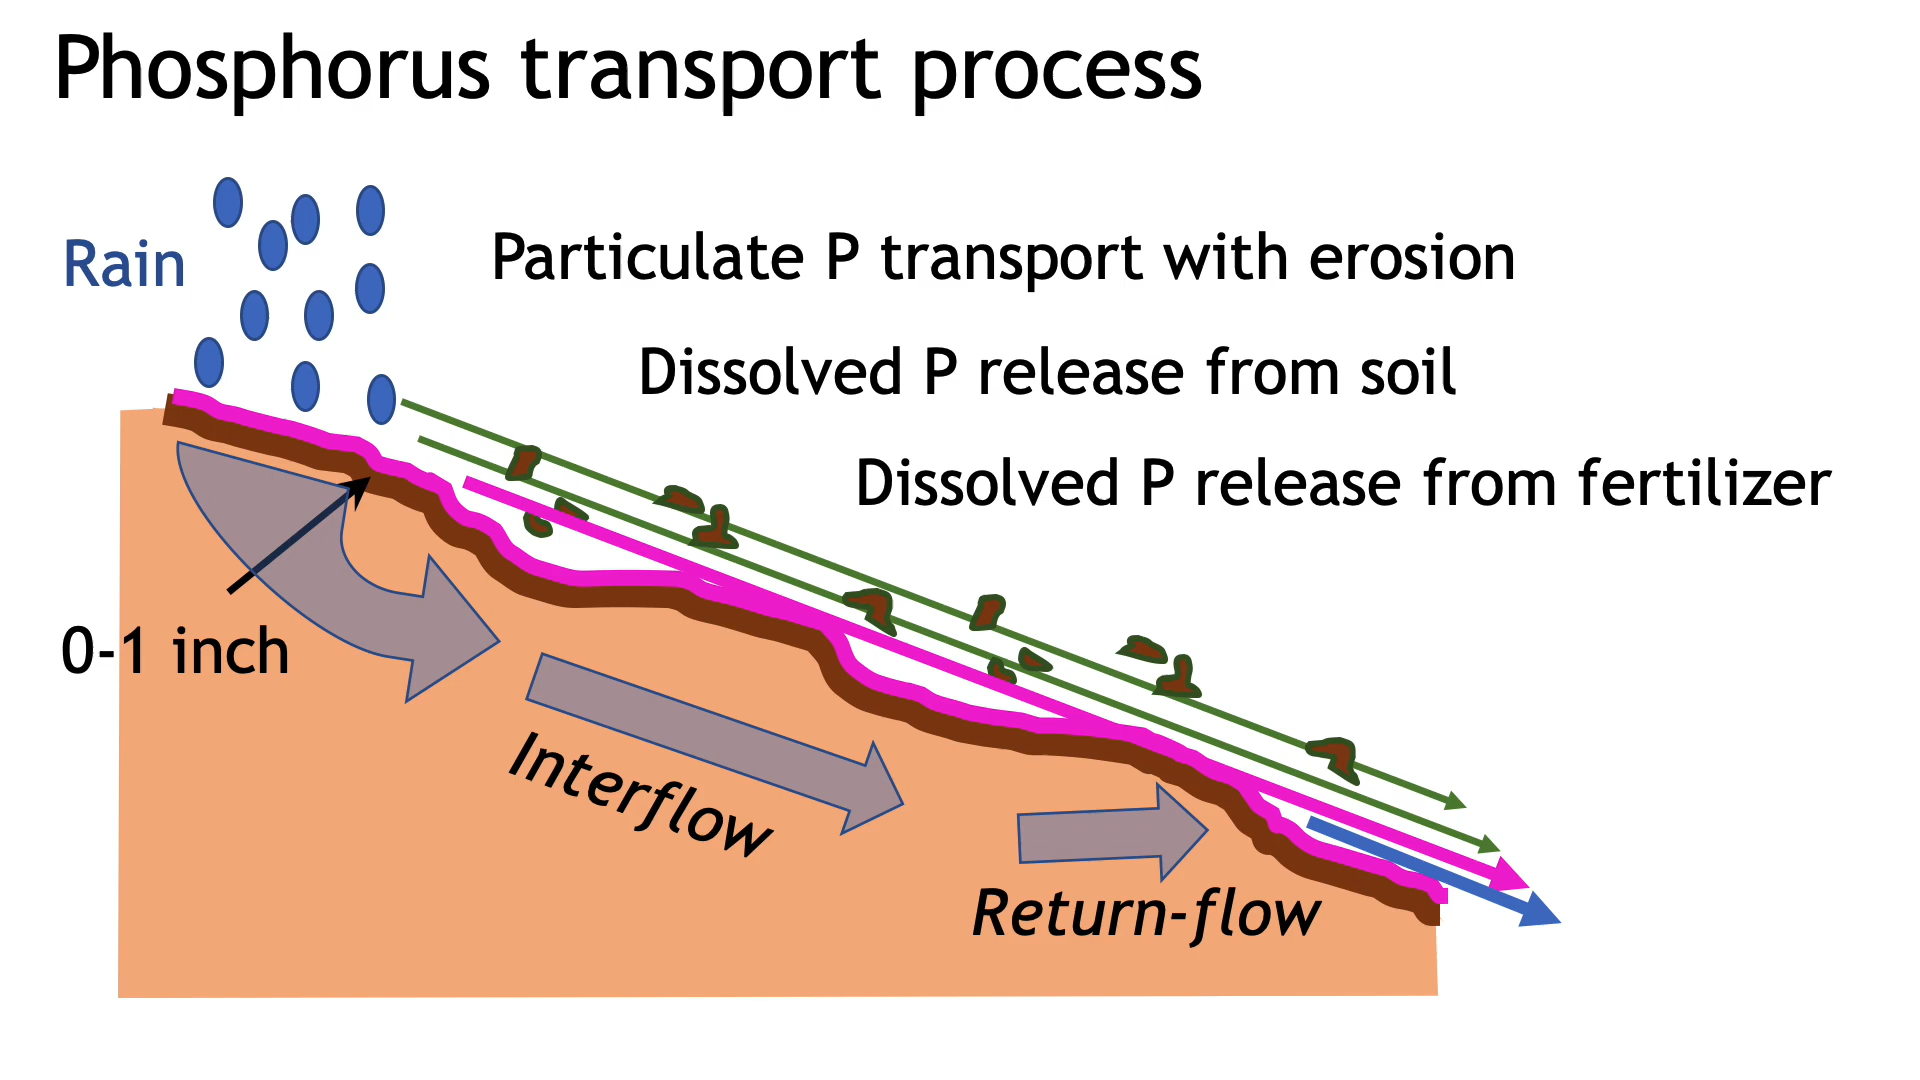 Phosphorus transport process
Rain
Particulate P transport with erosion
Dissolved P release from soil
Dissolved P release from fertilizer
0-1 inch
Interflow
Return-flow